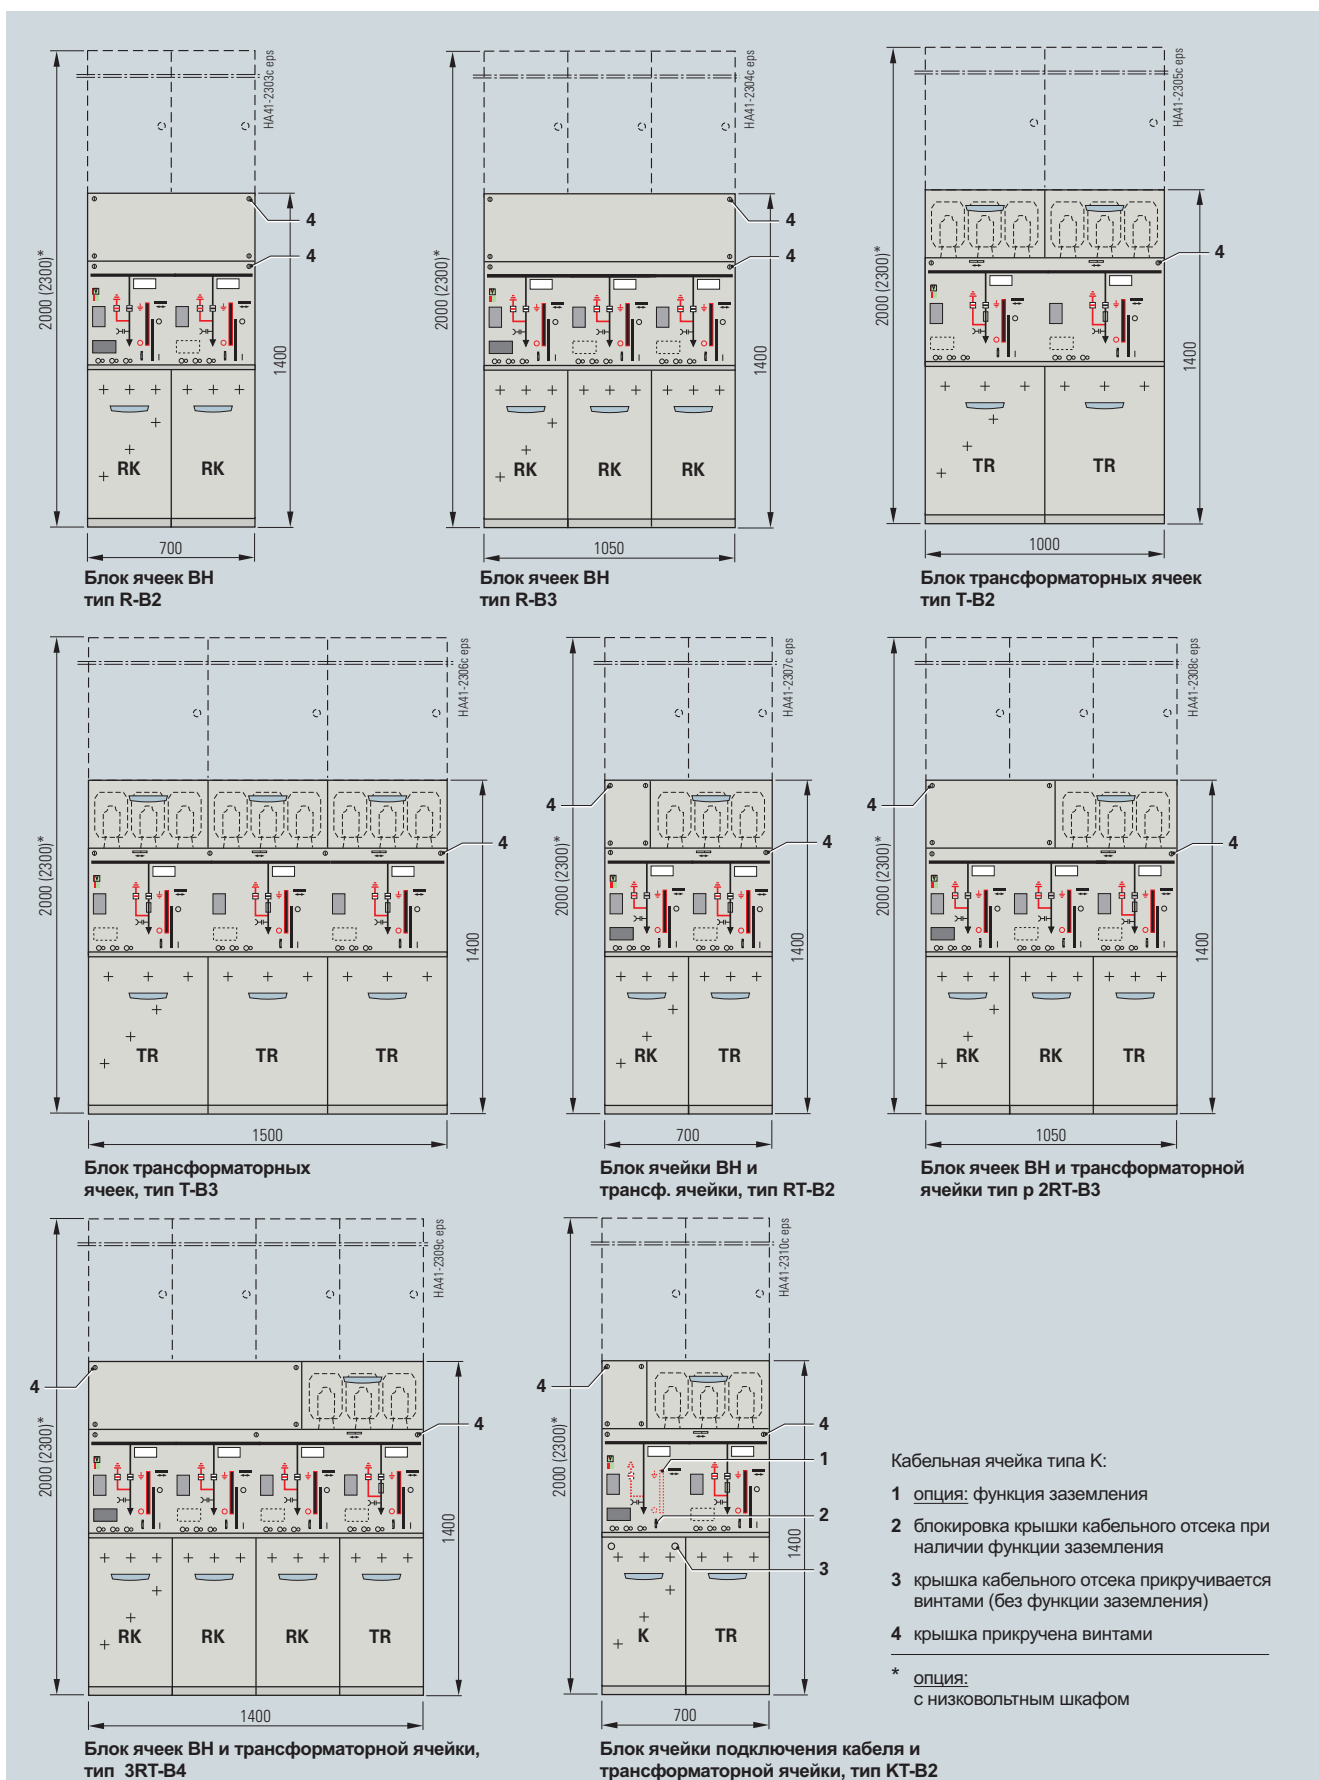 HA41-2303c eps
2000 (2300)*
4
4
1400
RK RK
700
Блок ячеек ВН
тип R-B2
HA41-2304c eps
2000 (2300)*
4
4
1400
RK RK RK
1050
Блок ячеек ВН
тип R-B3
HA41-2305c eps
2000 (2300)*
4
1400
TR TR
1000
Блок трансформаторных ячеек
тип T-B2
HA41-2306c eps
2000 (2300)*
4
1400
TR TR TR
1500
Блок трансформаторных
ячеек, тип T-B3
HA41-2307c eps
4
2000 (2300)*
4
1400
RK TR
700
Блок ячейки ВН и
трансф. ячейки, тип RT-B2
HA41-2308c eps
4
2000 (2300)*
4
1400
RK RK TR
1050
Блок ячеек ВН и трансформаторной
ячейки тип р 2RT-B3
HA41-2309c eps
4
2000 (2300)*
4
1400
RK RK RK TR
1400
Блок ячеек ВН и трансформаторной ячейки,
тип 3RT-B4
HA41-2310c eps
4
2000 (2300)*
4
1
2
3
1400
K TR
700
Блок ячейки подключения кабеля и
трансформаторной ячейки, тип KT-B2
Кабельная ячейка типа K:
1 опция: функция заземления
2 блокировка крышки кабельного отсека при
наличии функции заземления
3 крышка кабельного отсека прикручивается
винтами (без функции заземления)
4 крышка прикручена винтами
* опция:
с низковольтным шкафом